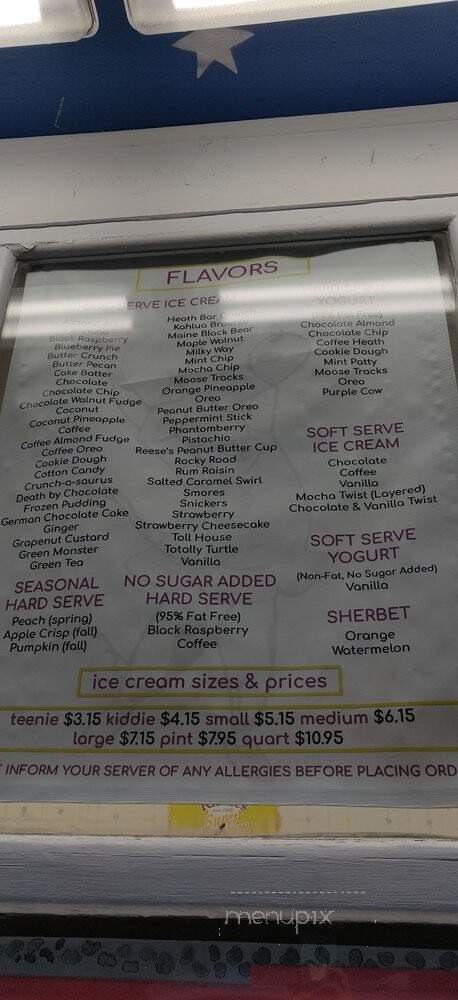 FLAVORS
ERVE ICE CREA
Black Raspberry
Blueberry Pie
Butter Crunch
Butter Pecan
Cake Batter
Chocolate
Chocolate Chip
Chocolate Walnut Fudge
Coconut
Coconut Pineapple
Coffee
Coffee Almond Fudge
Coffee Oreo
Cookie Dough
Cotton Candy
Crunch-a-saurus
Death by Chocolate
Frozen Pudding
German Chocolate Cake
Ginger
Grapenut Custard
Green Monster
Green Tea
Heath Bar
Kahlua Brownie
Maine Black Bear
Maple Walnut
Milky Way
Mint Chip
Mocha Chip
Moose Tracks
Orange Pineapple
Oreo
Peanut Butter Oreo
Peppermint Stick
Phantomberry
Pistachio
Reese's Peanut Butter Cup
Rocky Road
Rum Raisin
Salted Caramel Swirl
Smores
Snickers
Strawberry
Strawberry Cheesecake
Toll House
Totally Turtle
Vanilla
YOGURT
Chocolate Almond
Chocolate Chip
Coffee Heath
Cookie Dough
Mint Patty
Moose Tracks
Oreo
Purple Cow
SOFT SERVE
ICE CREAM
Chocolate
Coffee
Vanilla
Mocha Twist (Layered)
Chocolate & Vanilla Twist
SOFT SERVE
YOGURT
(Non-Fat, No Sugar Added)
Vanilla
SEASONAL
HARD SERVE
Peach (spring)
Apple Crisp (fall)
Pumpkin (fall)
NO SUGAR ADDED
HARD SERVE
(95% Fat Free)
Black Raspberry
Coffee
SHERBET
Orange
Watermelon
ice cream sizes & prices
teenie $3.15 kiddie $4.15 small $5.15 medium $6.15
large $7.15 pint $7.95 quart $10.95
INFORM YOUR SERVER OF ANY ALLERGIES BEFORE PLACING ORD
menupix